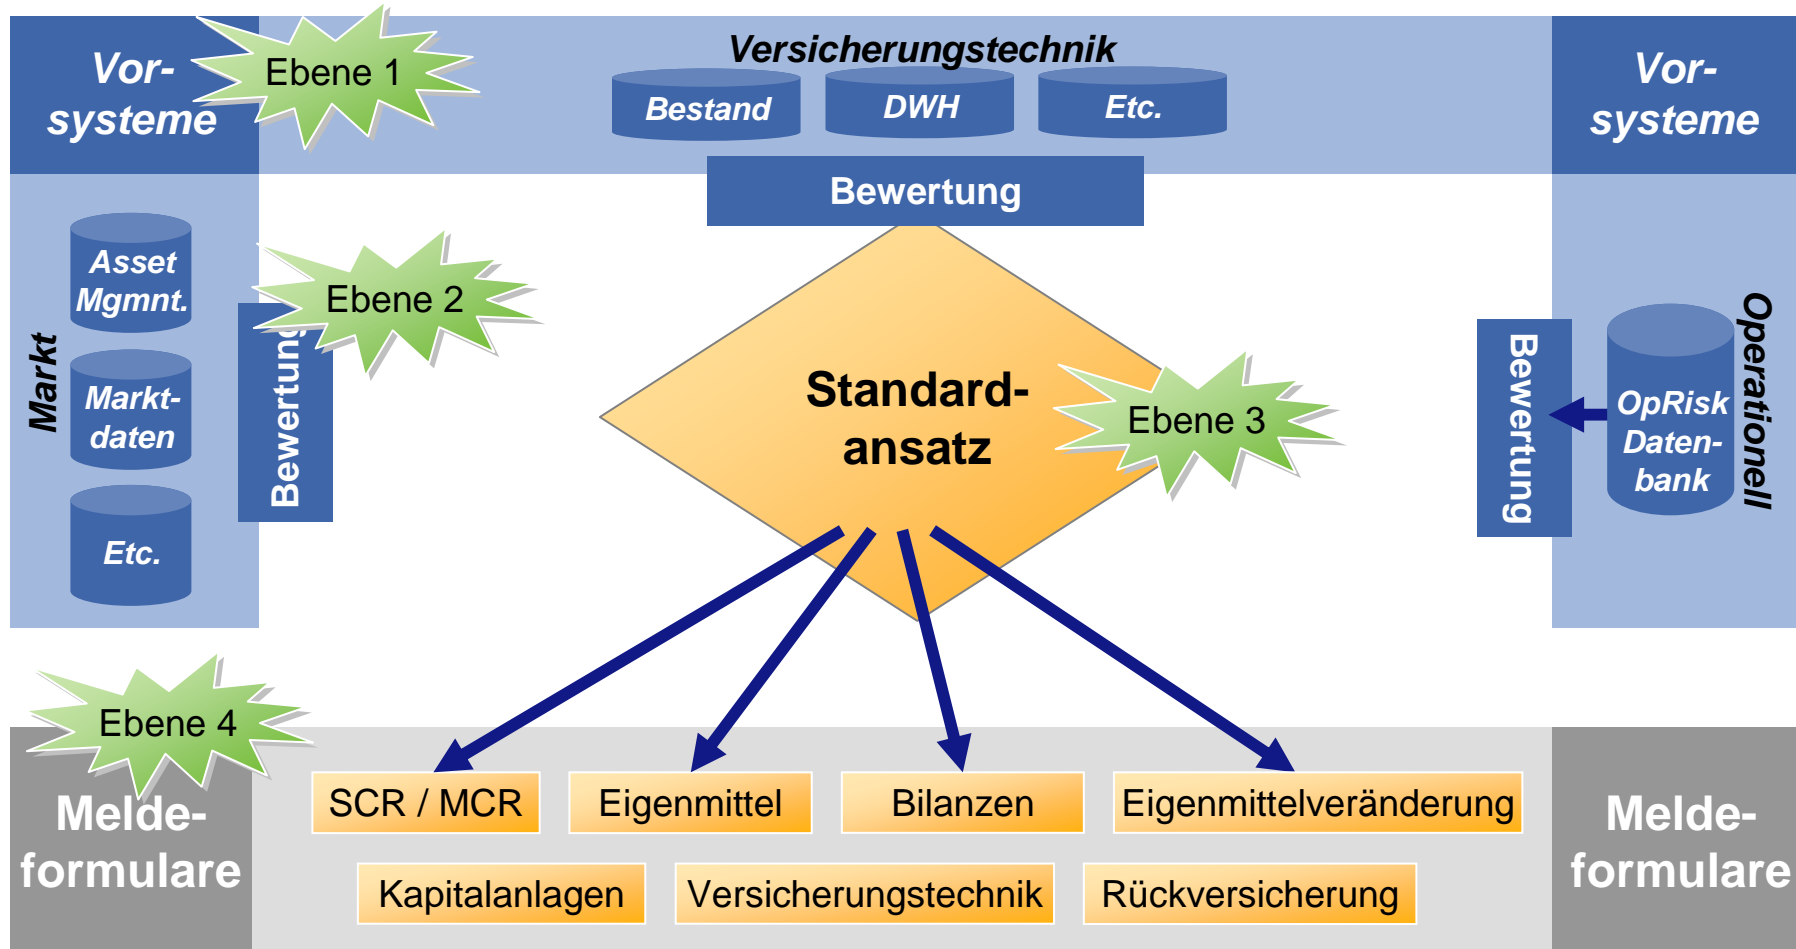 Vor-
systeme
Ebene 1
Versicherungstechnik
Bestand
DWH
Etc.
Vor-
systeme
Bewertung
Markt
Asset
Mgmnt.
Markt-
daten
Etc.
Bewertung
Ebene 2
Standard-
ansatz
Ebene 3
Bewertung
OpRisk
Daten-
bank
Operationell
Ebene 4
Melde-
formulare
SCR / MCR
Eigenmittel
Bilanzen
Eigenmittelveränderung
Kapitalanlagen
Versicherungstechnik
Rückversicherung
Melde-
formulare